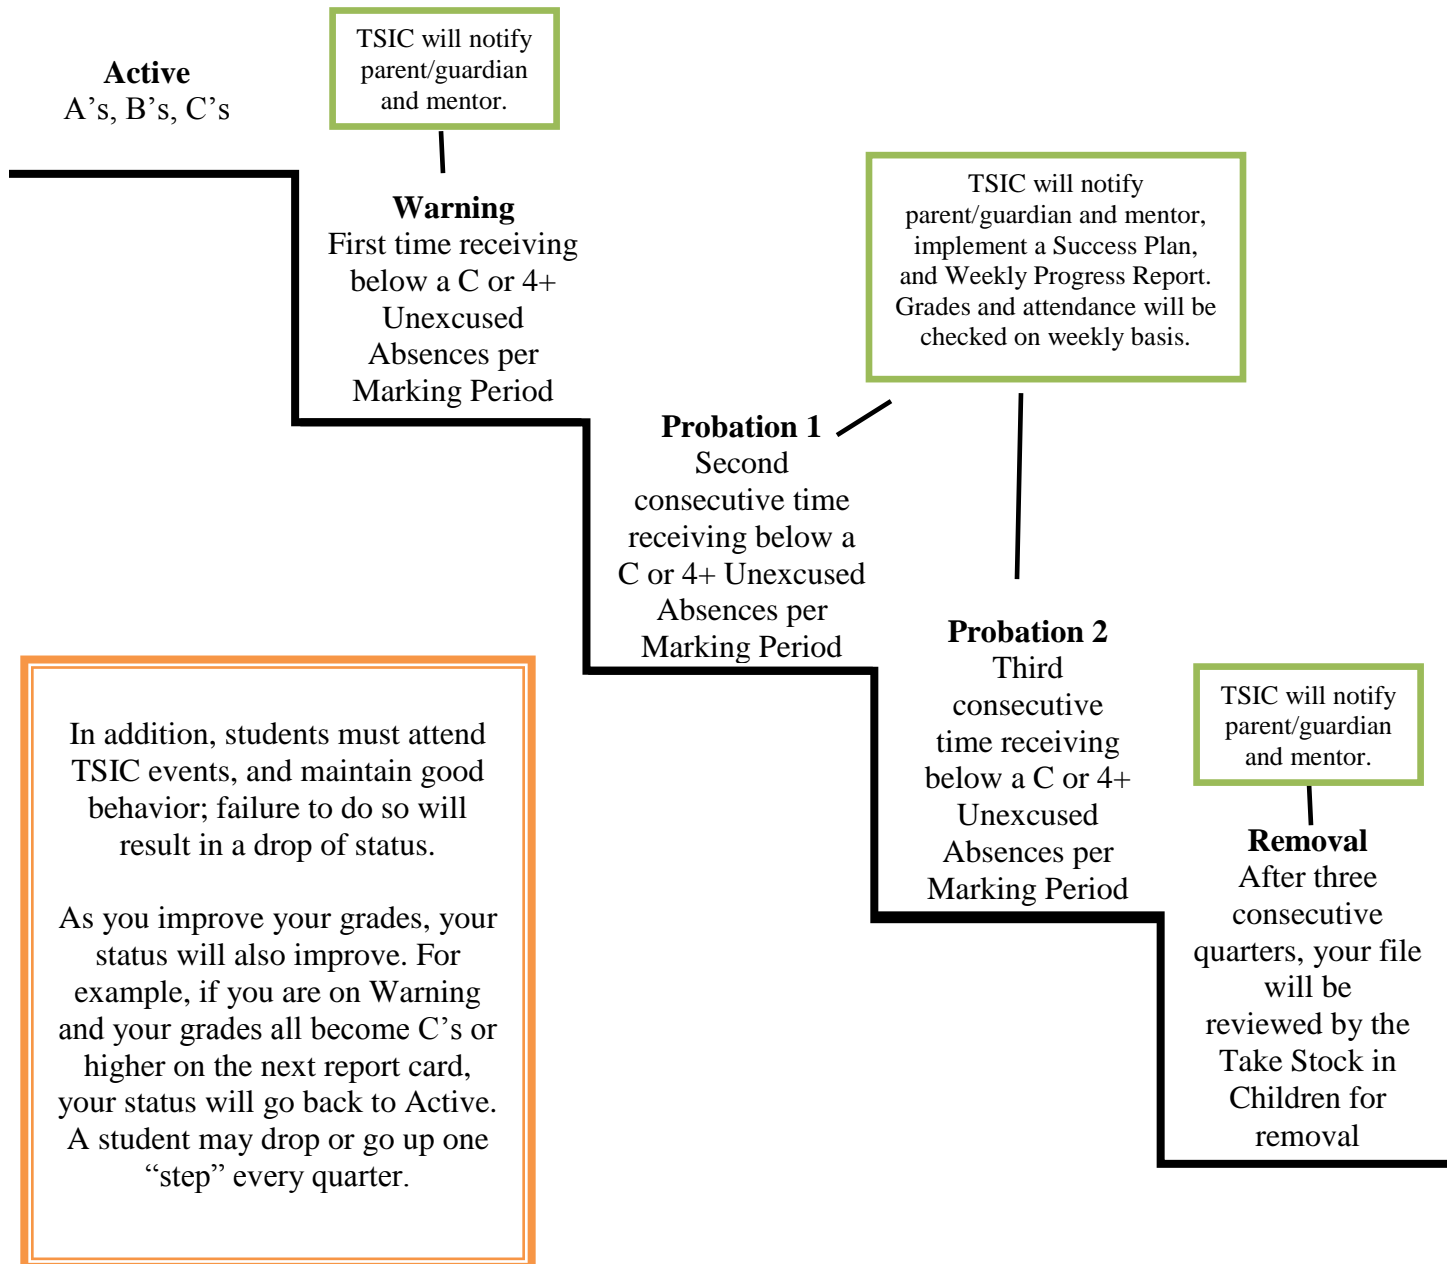 Active
A’s, B’s, C’s
TSIC will notify
parent/guardian
and mentor.
Warning
First time receiving
below a C or 4+
Unexcused
Absences per
Marking Period
TSIC will notify
parent/guardian and mentor,
implement a Success Plan,
and Weekly Progress Report.
Grades and attendance will be
checked on weekly basis.
Probation 1
Second
consecutive time
receiving below a
C or 4+ Unexcused
Absences per
Marking Period
Probation 2
Third
consecutive
time receiving
below a C or 4+
Unexcused
Absences per
Marking Period
TSIC will notify
parent/guardian
and mentor.
Removal
After three
consecutive
quarters, your file
will be
reviewed by the
Take Stock in
Children for
removal
In addition, students must attend
TSIC events, and maintain good
behavior; failure to do so will
result in a drop of status.
As you improve your grades, your
status will also improve. For
example, if you are on Warning
and your grades all become C’s or
higher on the next report card,
your status will go back to Active.
A student may drop or go up one
“step” every quarter.